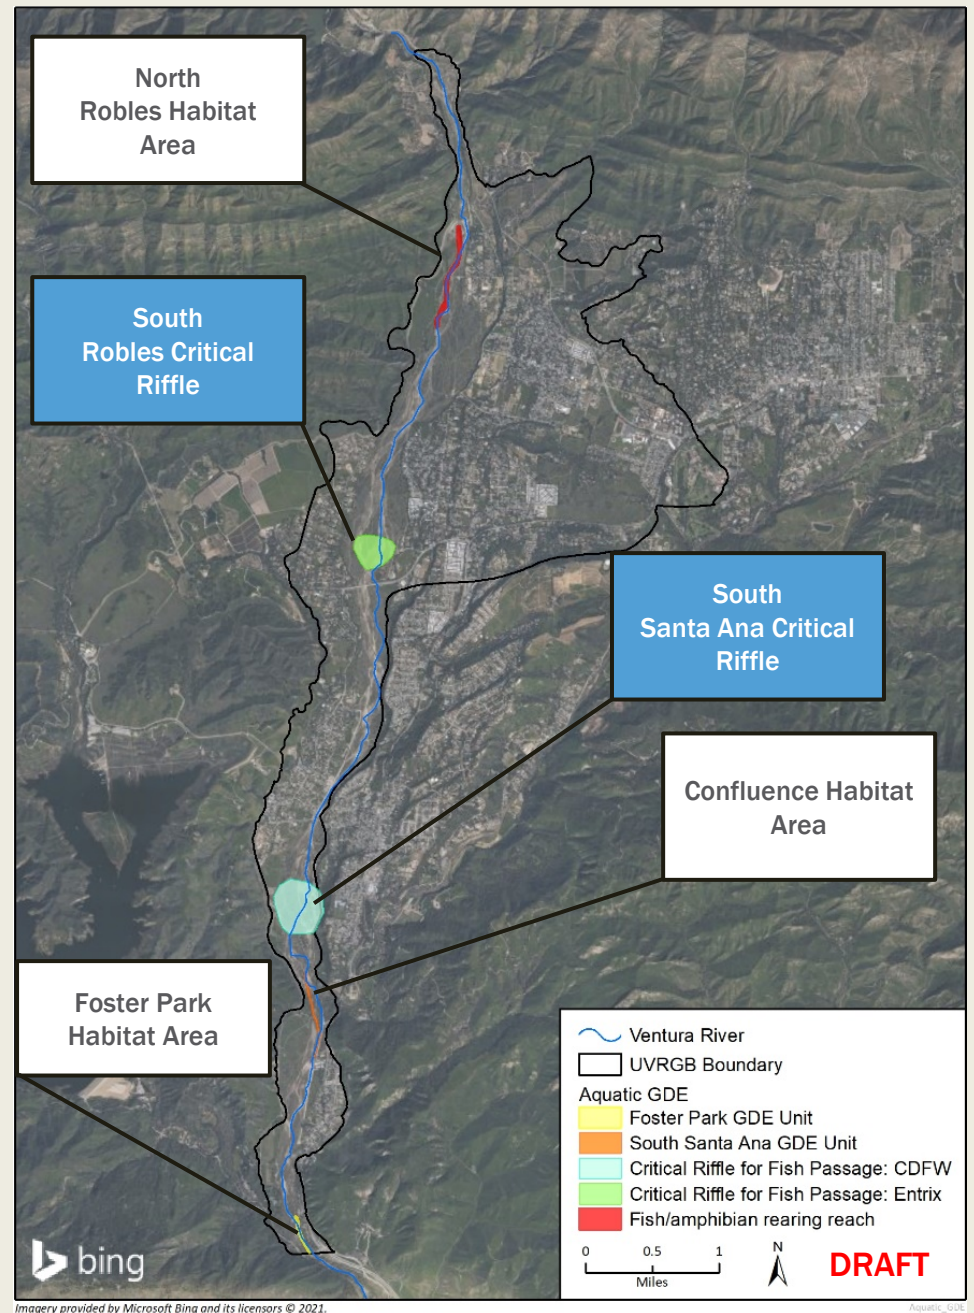 North
Robles Habitat
Area
South
Robles Critical
Riffle
South
Santa Ana Critical
Riffle
Confluence Habitat
Area
Foster Park
Habitat Area
Ventura River
UVRGB Boundary
Aquatic GDE
Foster Park GDE Unit
South Santa Ana GDE Unit
Critical Riffle for Fish Passage: CDFW
Critical Riffle for Fish Passage: Entrix
Fish/amphibian rearing reach
0 0.5 1
Miles
N
DRAFT
bing
Imagery provided by Microsoft Bing and its licensors © 2021.
Aquatic_GDE